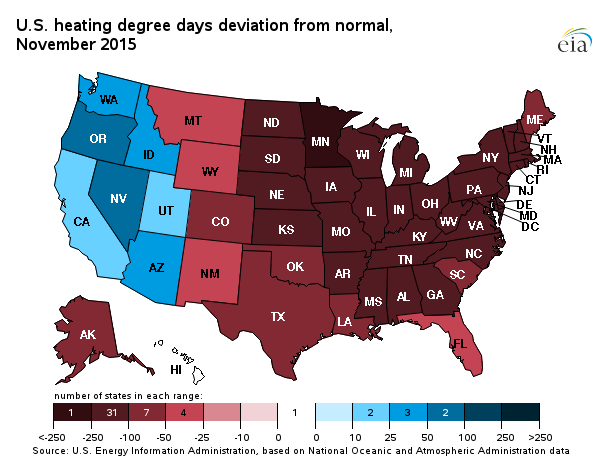 U.S. heating degree days deviation from normal,
November 2015
eia
WA
MT
ND
MN
ME
OR
ID
WY
SD
WI
MI
NY
VT
NH
MA
RI
CT
NJ
DE
MD
DC
NV
UT
CO
NE
IA
IL
IN
OH
PA
WV
VA
CA
AZ
NM
KS
MO
KY
NC
TN
OK
AR
SC
TX
LA
MS
AL
GA
FL
AK
HI
number of states in each range:
1 31 7 4 1 2 3 2
<-250 -250 -100 -50 -25 -10 0 0 10 25 50 100 250 >250
Source: U.S. Energy Information Administration, based on National Oceanic and Atmospheric Administration data